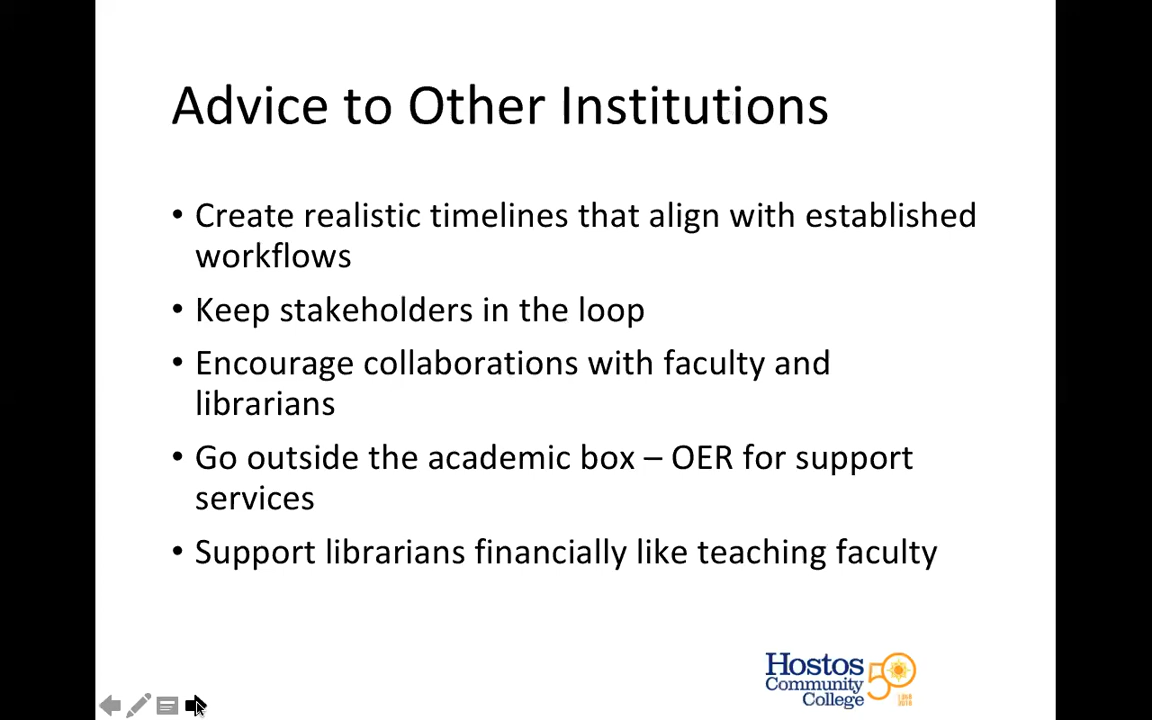 Advice to Other Institutions
• Create realistic timelines that align with established
workflows
• Keep stakeholders in the loop
• Encourage collaborations with faculty and
librarians
• Go outside the academic box – OER for support
services
• Support librarians financially like teaching faculty
Hostos
Community
College
50